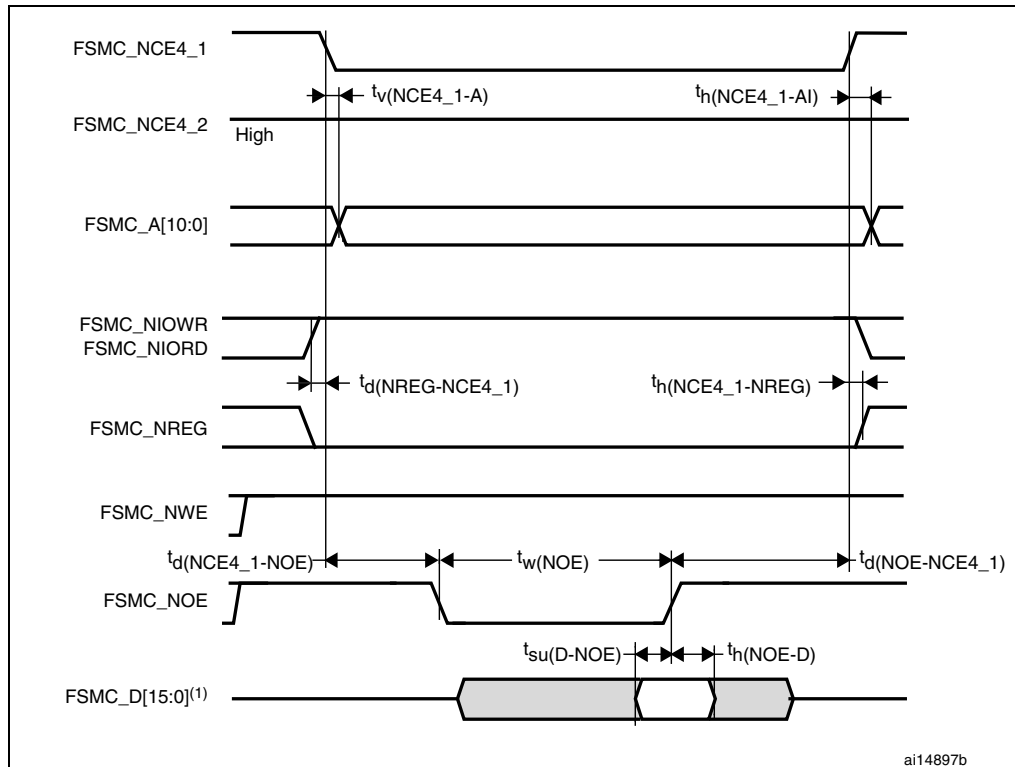 FSMC_NCE4_1
tv(NCE4_1-A)
th(NCE4_1-AI)
FSMC_NCE4_2
High
FSMC_A[10:0]
FSMC_NIOWR
FSMC_NIORD
td(NREG-NCE4_1)
th(NCE4_1-NREG)
FSMC_NREG
FSMC_NWE
td(NCE4_1-NOE)
tw(NOE)
td(NOE-NCE4_1)
FSMC_NOE
tsu(D-NOE)
th(NOE-D)
FSMC_D[15:0](1)
ai14897b